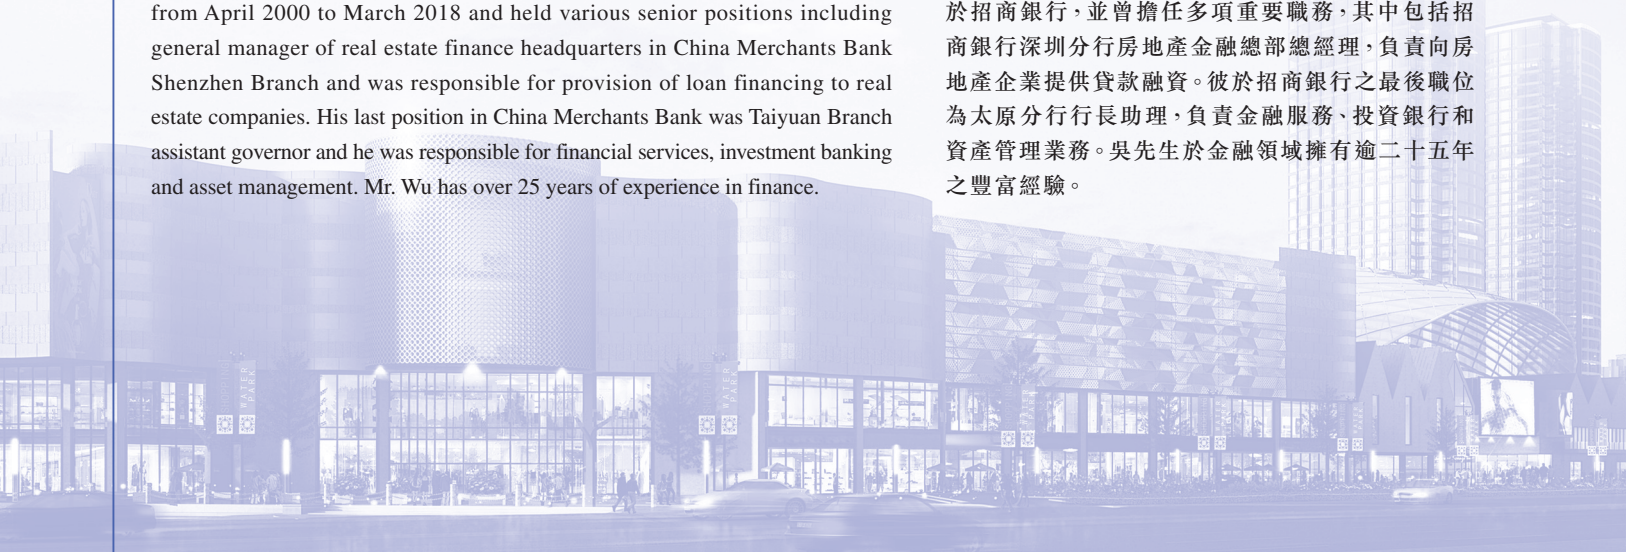 from April 2000 to March 2018 and held various senior positions including
general manager of real estate finance headquarters in China Merchants Bank
Shenzhen Branch and was responsible for provision of loan financing to real
estate companies. His last position in China Merchants Bank was Taiyuan Branch
assistant governor and he was responsible for financial services, investment banking
and asset management. Mr. Wu has over 25 years of experience in finance.
於招商銀行，並曾擔任多項重要職務，其中包括招
商銀行深圳分行房地產金融總部總經理，負責向房
地產企業提供貸款融資。彼於招商銀行之最後職位
為太原分行行長助理，負責金融服務、投資銀行和
資產管理業務。吳先生於金融領域擁有逾二十五年
之豐富經驗。
WATER
PARK